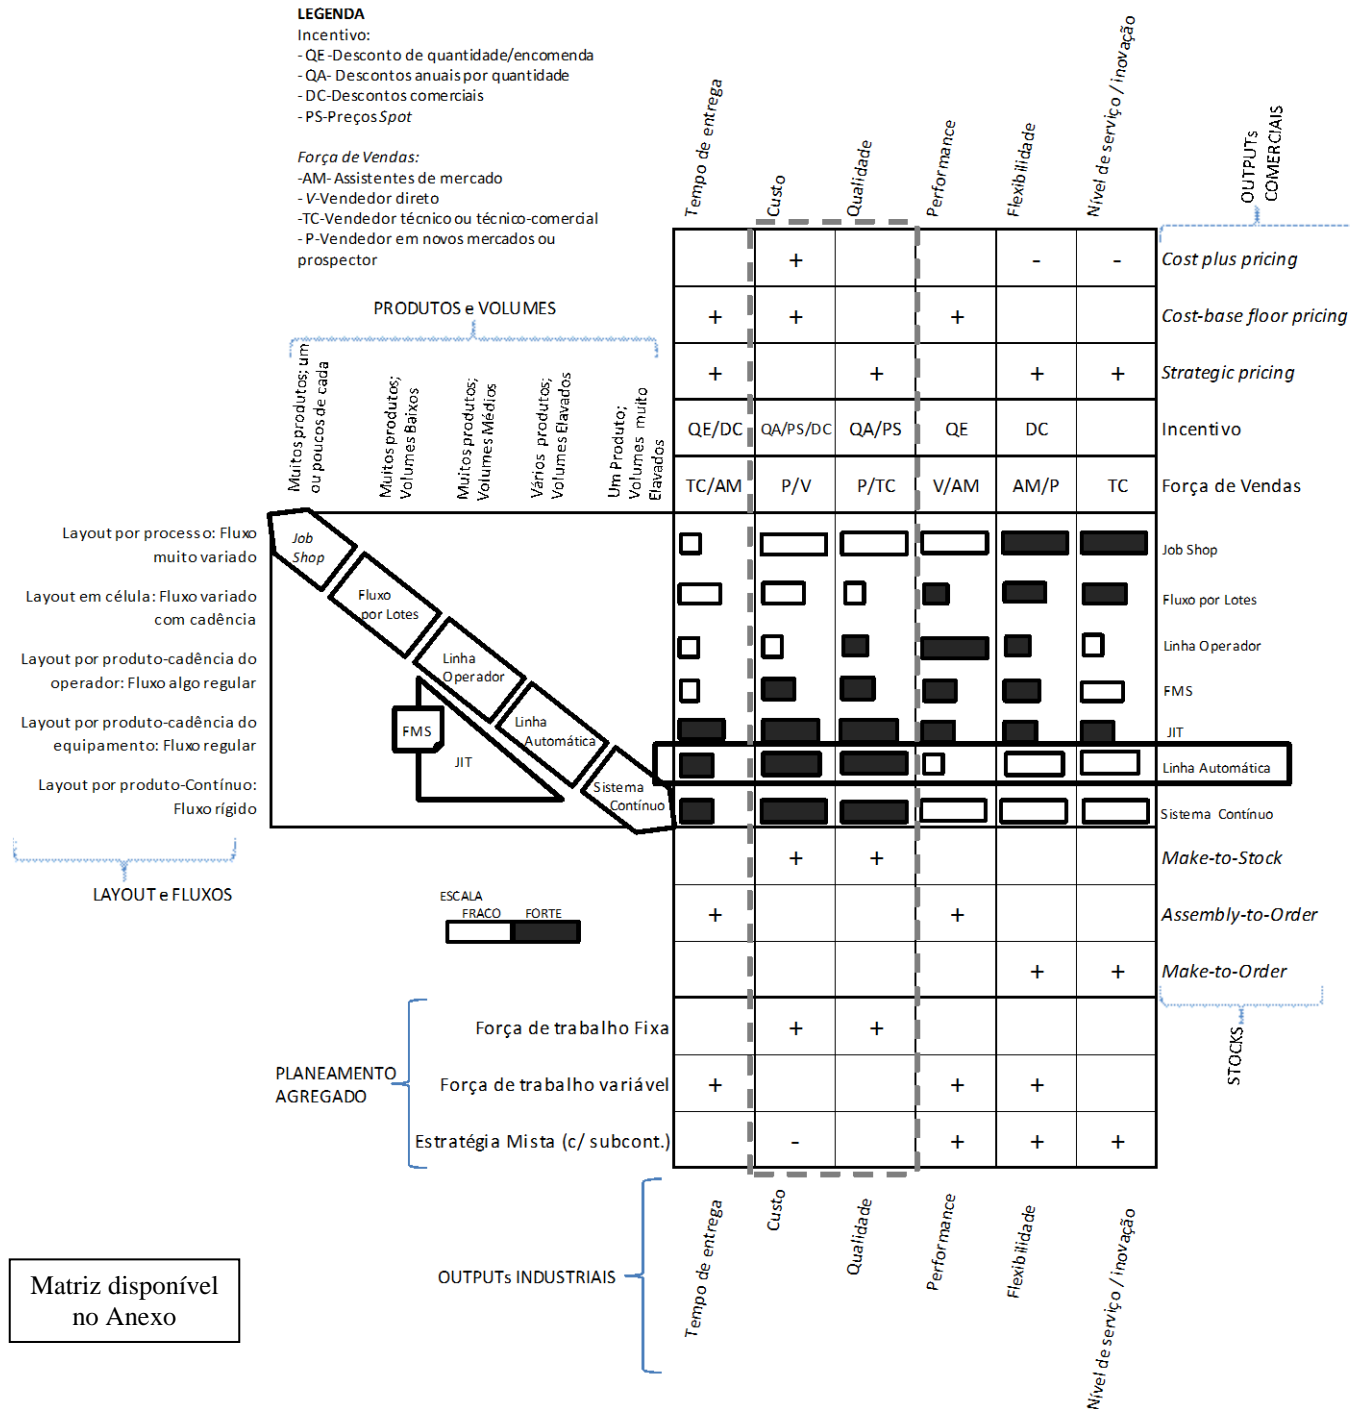 LEGENDA
Incentivo:
- QE -Desconto de quantidade/encomenda
- QA- Descontos anuais por quantidade
- DC-Descontos comerciais
- PS-Preços Spot
Força de Vendas:
-AM- Assistentes de mercado
- V-Vendedor direto
-TC-Vendedor técnico ou técnico-comercial
- P-Vendedor em novos mercados ou
prospector
Tempo de entrega
Custo
Qualidade
Performance
Flexibilidade
Nível de serviço / inovação
OUTPUTs
COMERCIAIS
+ - - Cost plus pricing
+ + + Cost-base floor pricing
+ + + + Strategic pricing
QE/DC QA/PS/DC QA/PS QE DC Incentivo
TC/AM P/V P/TC V/AM AM/P TC Força de Vendas
PRODUTOS e VOLUMES
Muitos produtos; um
ou poucos de cada
Muitos produtos;
Volumes Baixos
Muitos produtos;
Volumes Médios
Vários produtos;
Volumes Elavados
Um Produto;
Volumes muito
Elavados
Layout por processo: Fluxo
muito variado
Layout em célula: Fluxo variado
com cadência
Layout por produto-cadência do
operador: Fluxo algo regular
Layout por produto-cadência do
equipamento: Fluxo regular
Layout por produto-Contínuo:
Fluxo rígido
LAYOUT e FLUXOS
Job
Shop
Fluxo
por Lotes
Linha
Operador
Linha
Automática
Sistema
Contínuo
FMS
JIT
Job Shop
Fluxo por Lotes
Linha Operador
FMS
JIT
Linha Automática
Sistema Contínuo
ESCALA
FRACO FORTE
+ + Make-to-Stock
+ + Assembly-to-Order
+ + Make-to-Order
STOCKS
PLANEAMENTO
AGREGADO
Força de trabalho Fixa + +
Força de trabalho variável + + +
Estratégia Mista (c/ subcont.) - + + +
OUTPUTs INDUSTRIAIS
Tempo de entrega
Custo
Qualidade
Performance
Flexibilidade
Nível de serviço / inovação
Matriz disponível
no Anexo